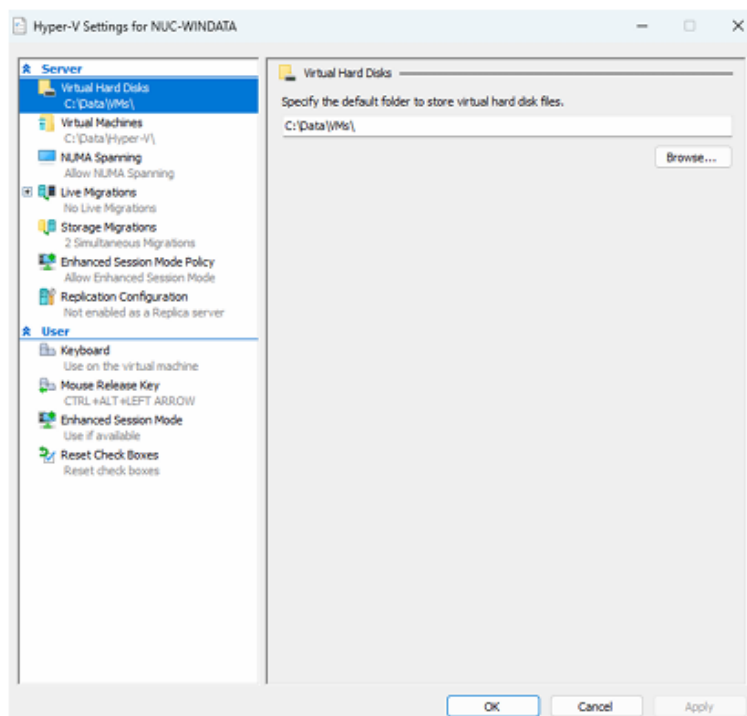 Hyper-V Settings for NUC-WINDATA
Server
Virtual Hard Disks
C:\Data\VMs\
Virtual Machines
C:\Data\Hyper-V\
NUMA Spanning
Allow NUMA Spanning
Live Migrations
No Live Migrations
Storage Migrations
2 Simultaneous Migrations
Enhanced Session Mode Policy
Allow Enhanced Session Mode
Replication Configuration
Not enabled as a Replica server
User
Keyboard
Use on the virtual machine
Mouse Release Key
CTRL+ALT+LEFT ARROW
Enhanced Session Mode
Use if available
Reset Check Boxes
Reset check boxes
Virtual Hard Disks
Specify the default folder to store virtual hard disk files.
C:\Data\VMs\
Browse...
OK
Cancel
Apply